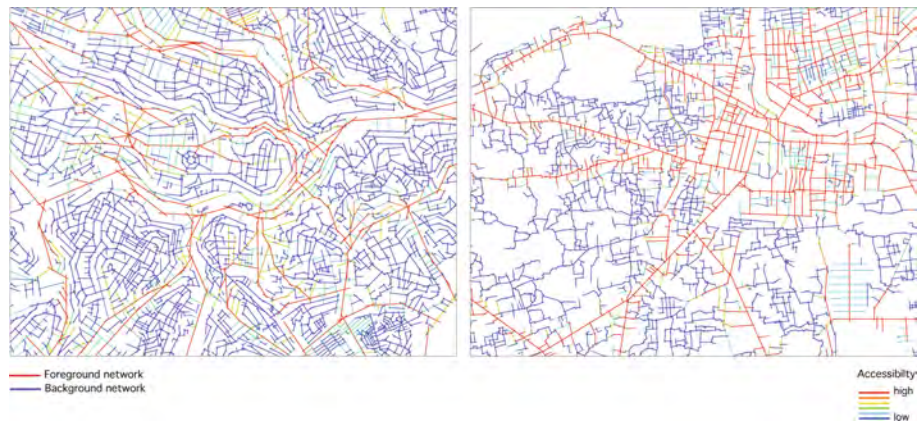 Foreground network
Background network
Accessibilty
high
low